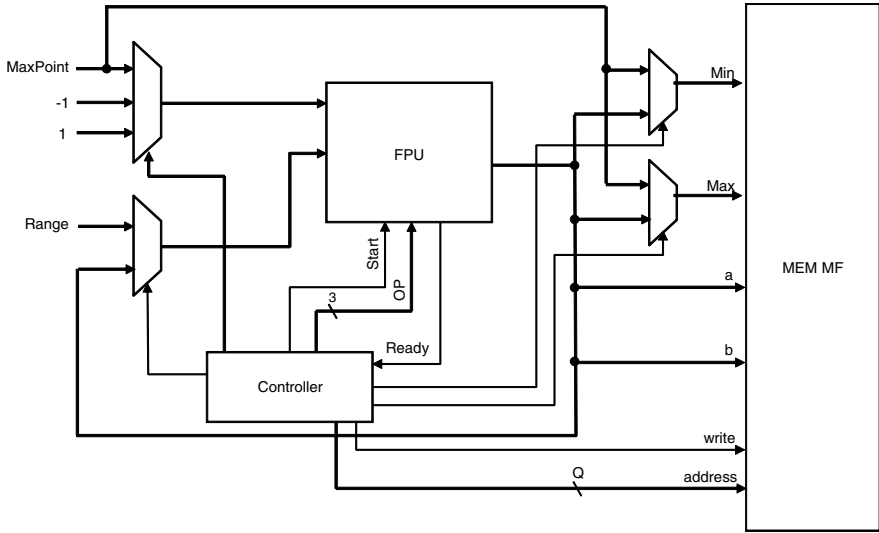 MaxPoint
-1
1
Range
FPU
Start
OP
3
Ready
Controller
Min
Max
a
b
write
Q
address
MEM MF